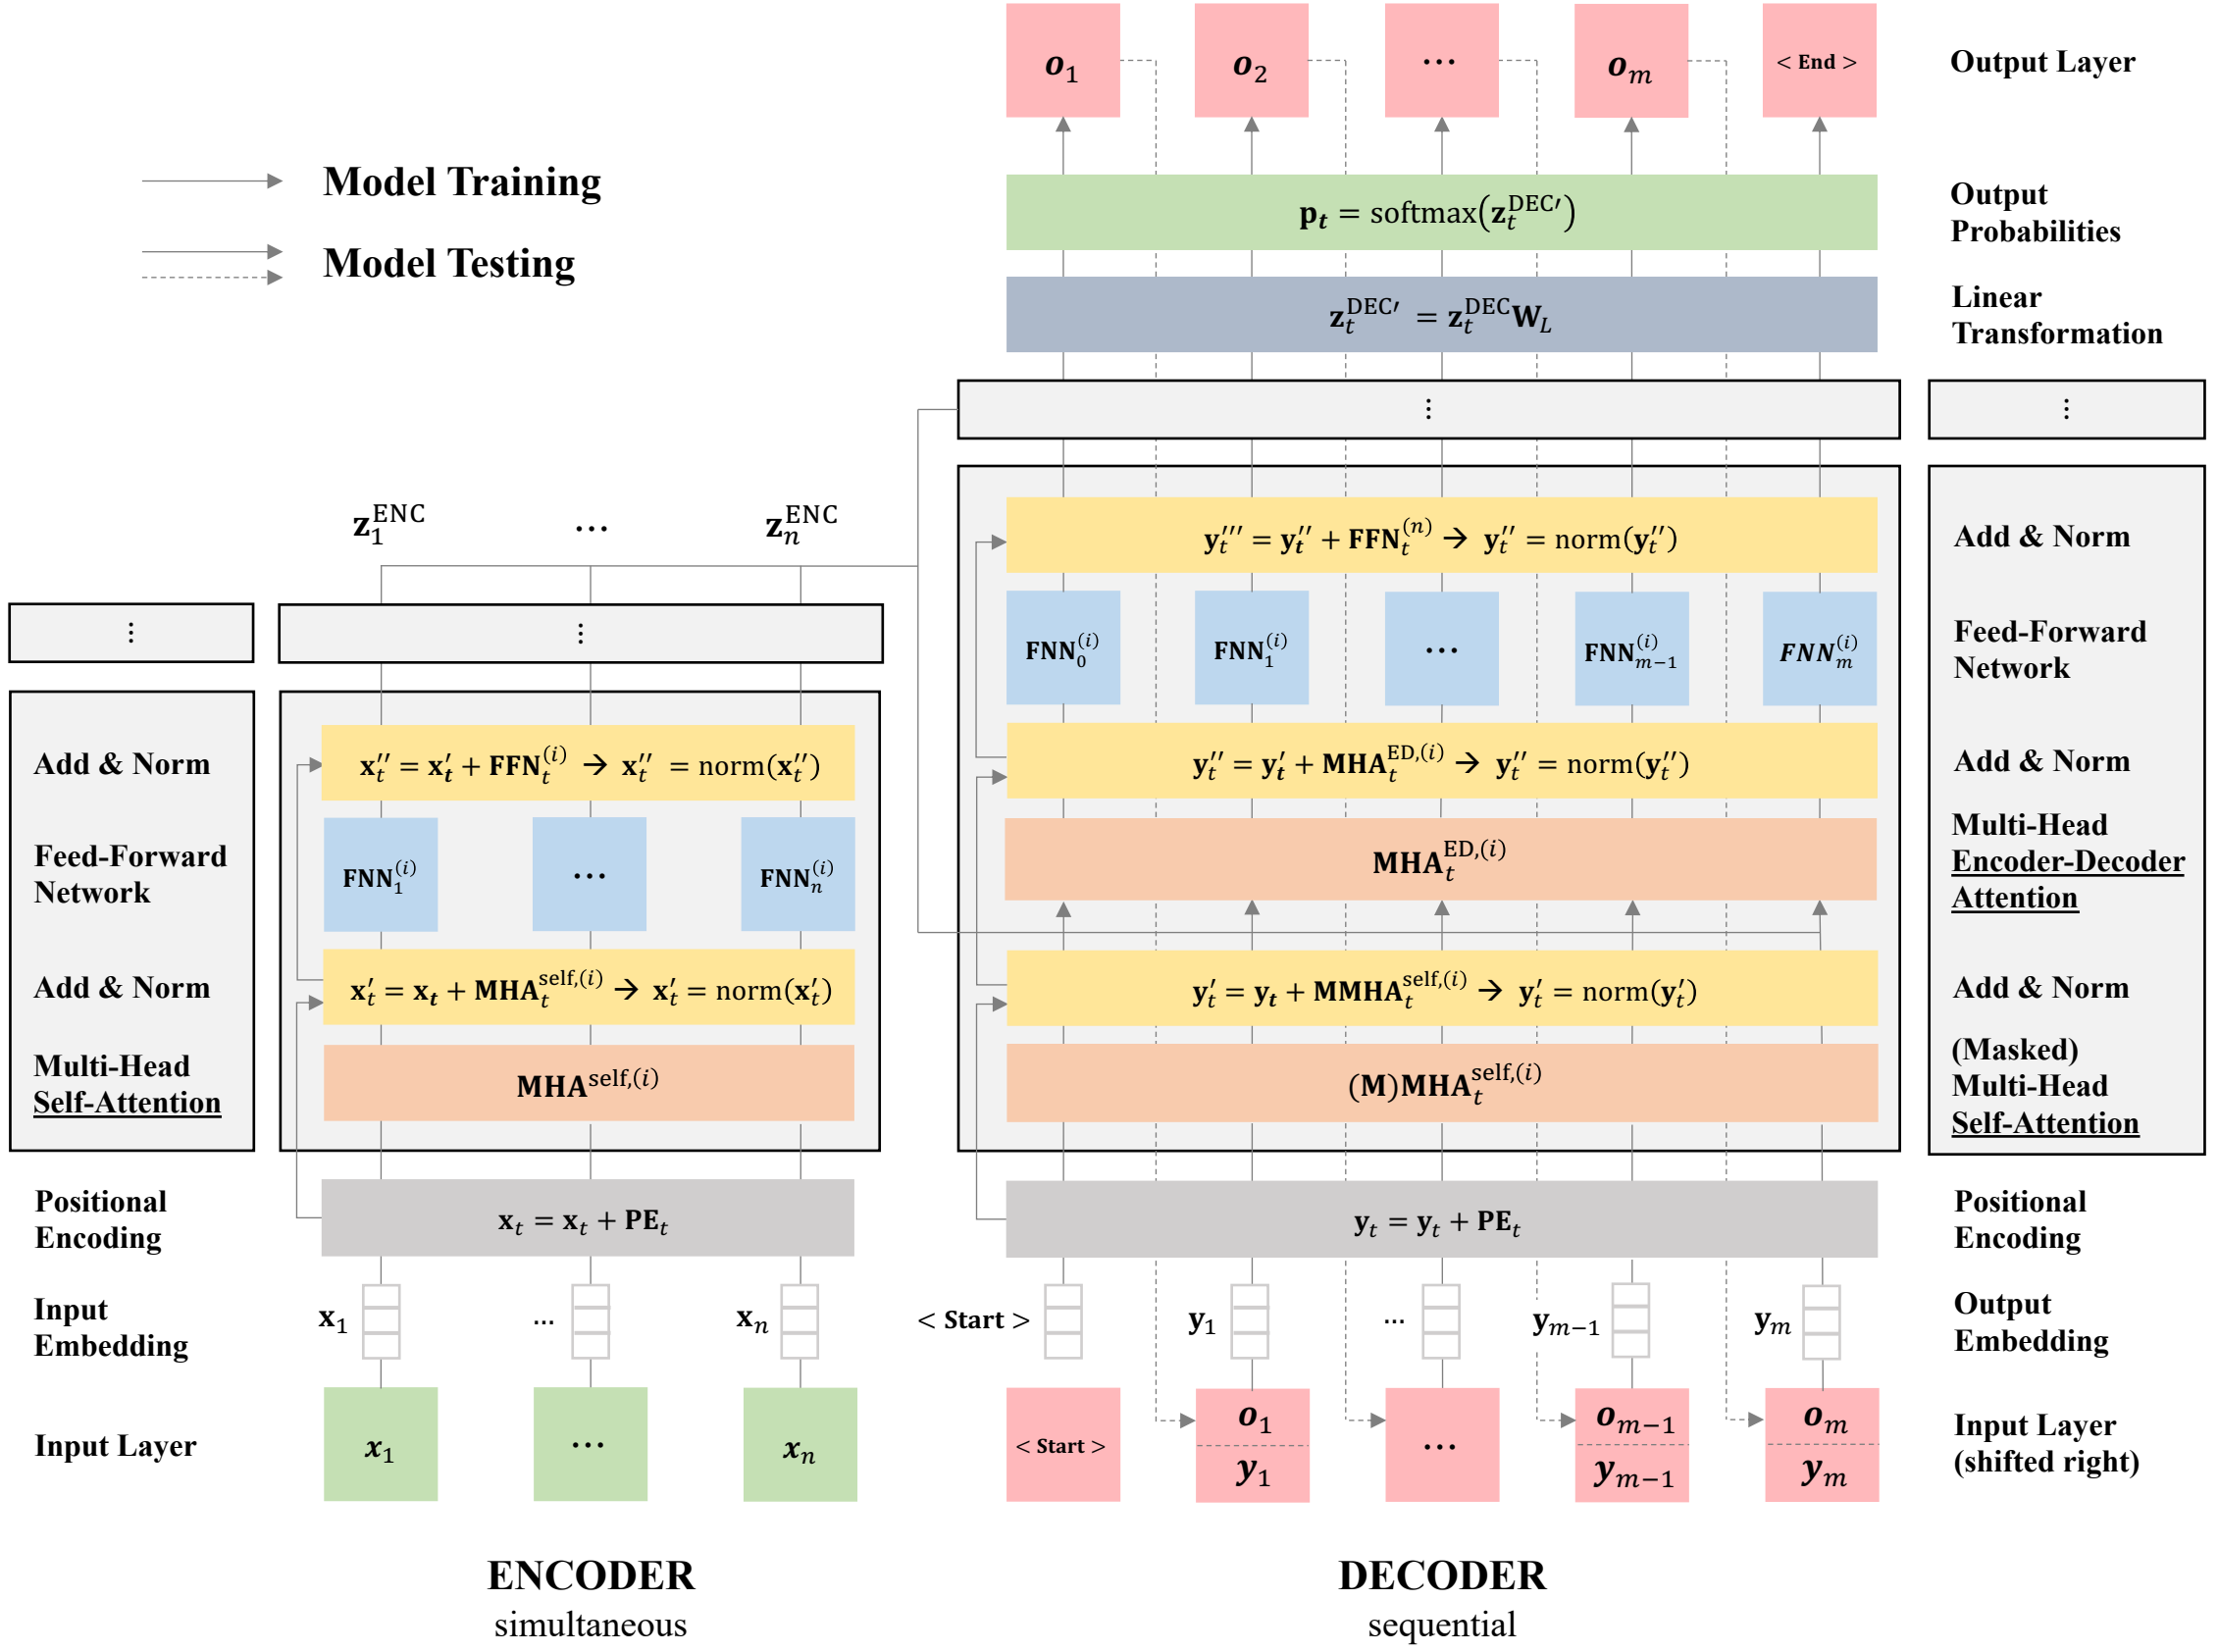 o₁
o₂
⋯
oₘ
< End >
Output Layer
Model Training
Model Testing
pₜ = softmax(zₜ^DEC′)
Output
Probabilities
zₜ^DEC′ = zₜ^DEC W_L
Linear
Transformation
⋮
⋮
z₁^ENC
⋯
zₙ^ENC
yₜ′′′ = yₜ′′ + FFNₜ^(n) → yₜ′′ = norm(yₜ′′)
Add & Norm
⋮
⋮
FNN₀^(i)
FNN₁^(i)
⋯
FNNₘ₋₁^(i)
FNNₘ^(i)
Feed-Forward
Network
Add & Norm
xₜ′′ = xₜ′ + FFNₜ^(i) → xₜ′′ = norm(xₜ′′)
yₜ′′ = yₜ′ + MHAₜ^ED,(i) → yₜ′′ = norm(yₜ′′)
Add & Norm
Feed-Forward
Network
FNN₁^(i)
⋯
FNNₙ^(i)
MHAₜ^ED,(i)
Multi-Head
Encoder-Decoder
Attention
Add & Norm
xₜ′ = xₜ + MHAₜ^self,(i) → xₜ′ = norm(xₜ′)
yₜ′ = yₜ + MMHAₜ^self,(i) → yₜ′ = norm(yₜ′)
Add & Norm
Multi-Head
Self-Attention
MHA^self,(i)
(M)MHAₜ^self,(i)
(Masked)
Multi-Head
Self-Attention
Positional
Encoding
xₜ = xₜ + PEₜ
yₜ = yₜ + PEₜ
Positional
Encoding
Input
Embedding
x₁
...
xₙ
< Start >
y₁
...
yₘ₋₁
yₘ
Output
Embedding
Input Layer
x₁
⋯
xₙ
< Start >
o₁
y₁
⋯
oₘ₋₁
yₘ₋₁
oₘ
yₘ
Input Layer
(shifted right)
ENCODER
simultaneous
DECODER
sequential